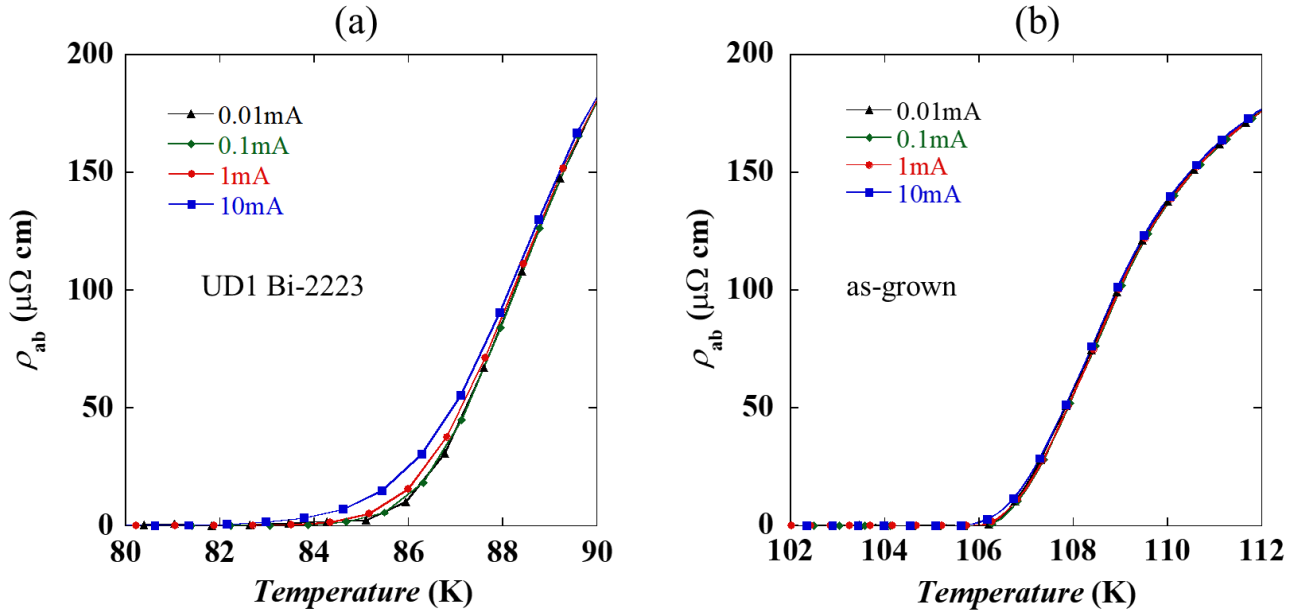 (a)
200
150
100
50
0
ρab (μΩ cm)
0.01mA
0.1mA
1mA
10mA
UD1 Bi-2223
80 82 84 86 88 90
Temperature (K)
(b)
200
150
100
50
0
ρab (μΩ cm)
0.01mA
0.1mA
1mA
10mA
as-grown
102 104 106 108 110 112
Temperature (K)